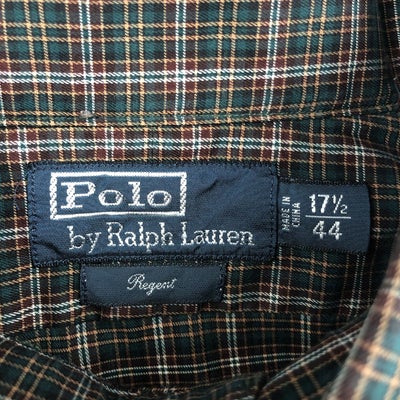 Polo
by Ralph Lauren
MADE IN
CHINA
17½
44
Regent